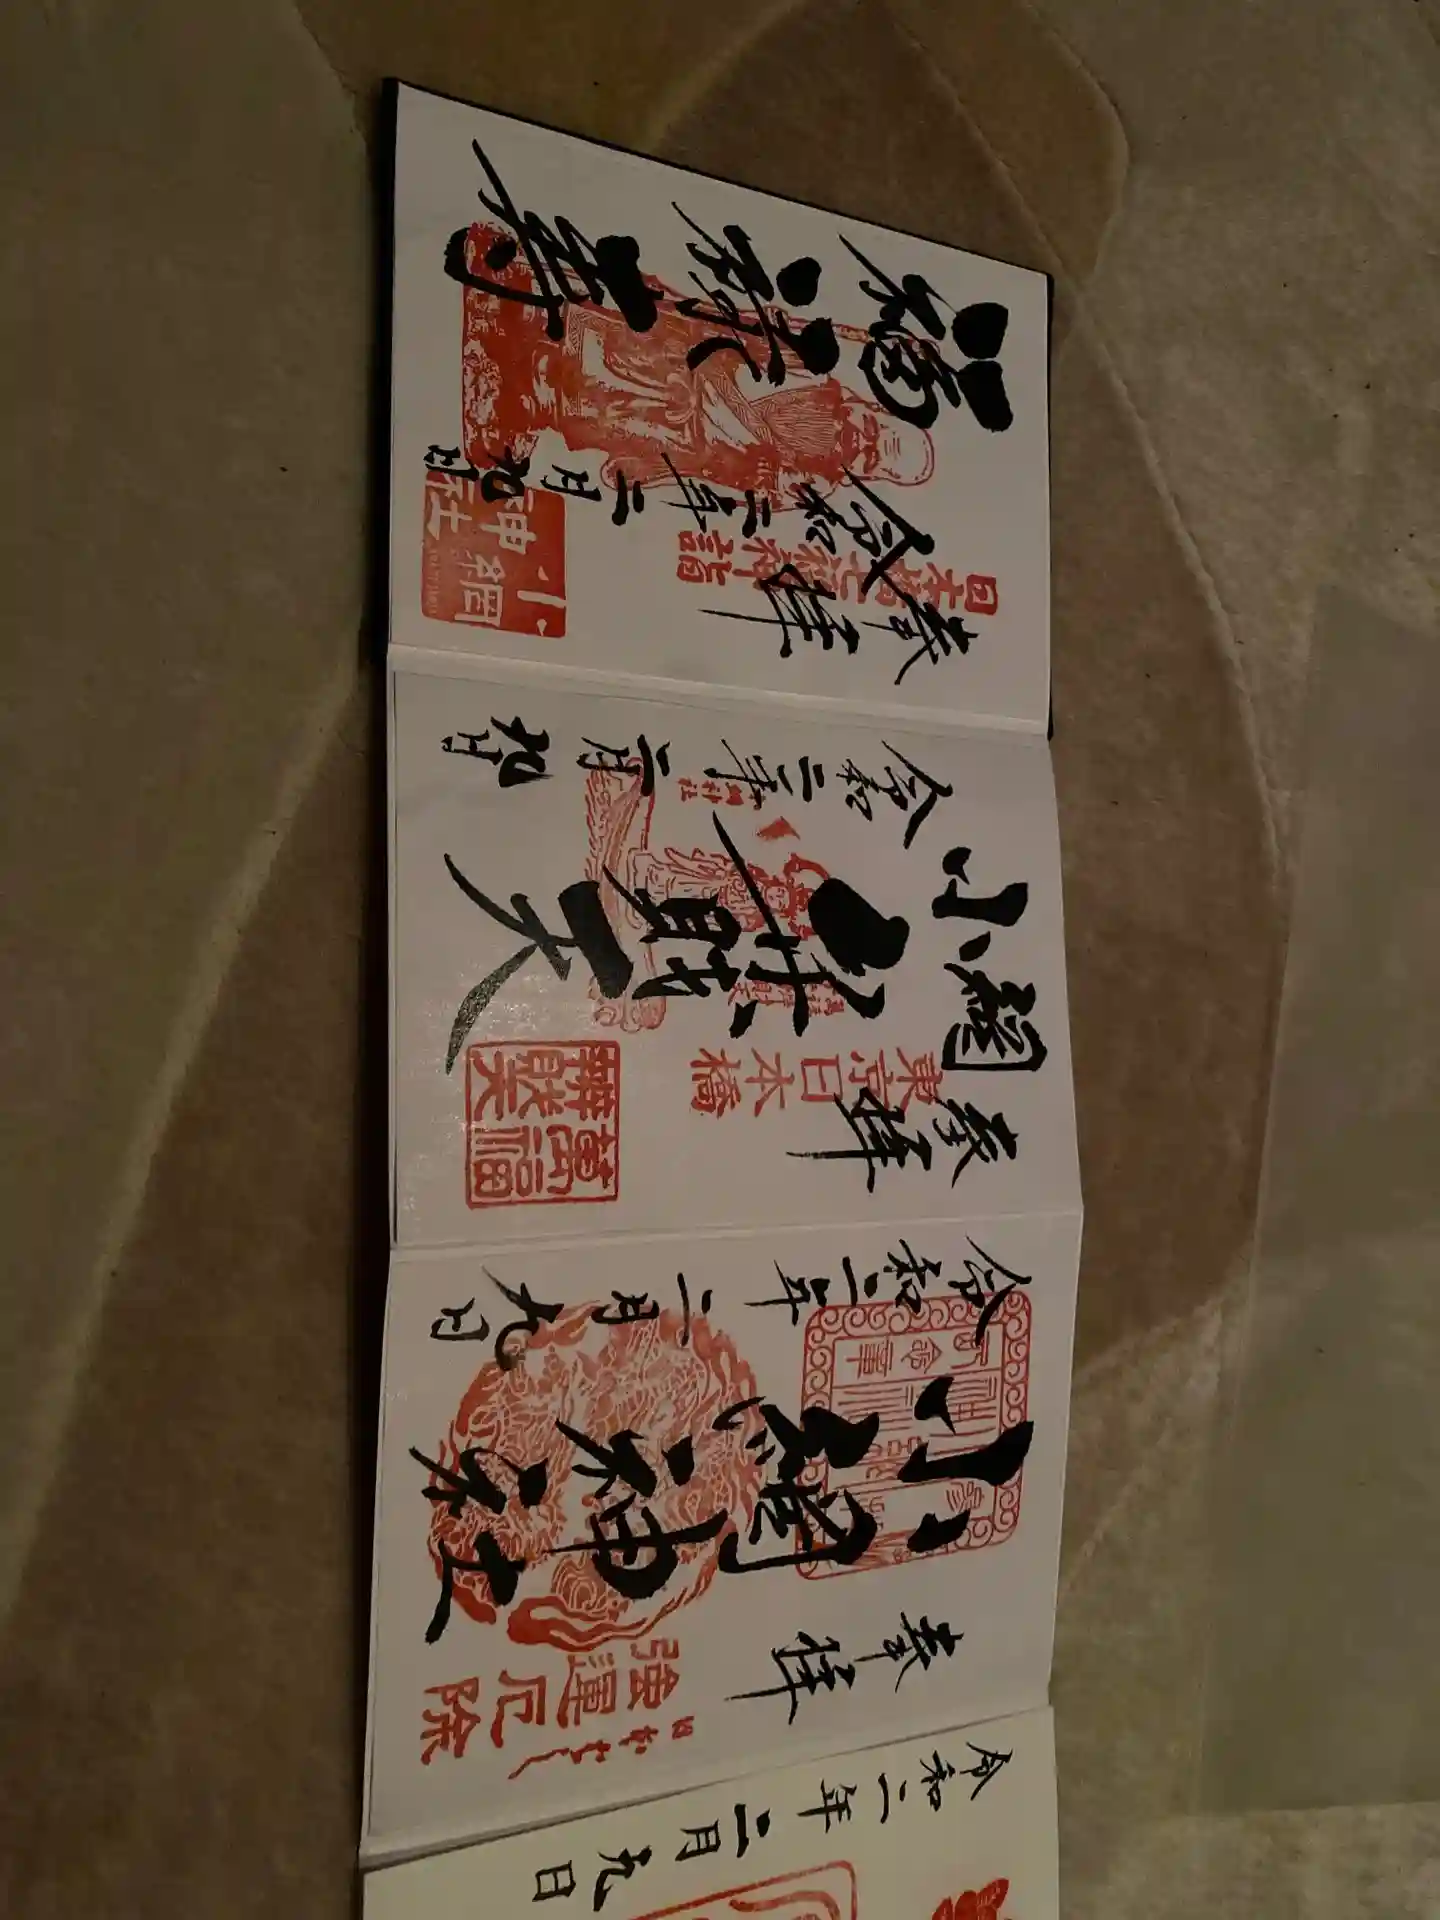 奉拝
福禄寿
令和二年二月九日
日本橋七福神詣
小網神社
奉拝
小網
弁財天
令和二年二月九日
東京日本橋
萬福
舞財天
奉拝
小網神社
令和二年二月九日
強運厄除
令和二年二月九日